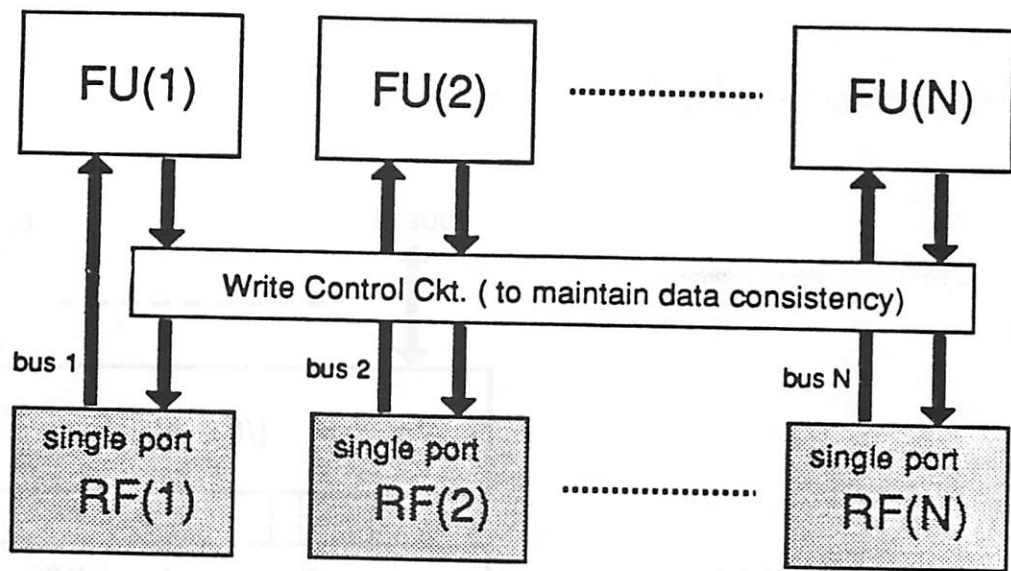 FU(1)
FU(2)
FU(N)
Write Control Ckt. ( to maintain data consistency)
bus 1
bus 2
bus N
single port
RF(1)
single port
RF(2)
single port
RF(N)